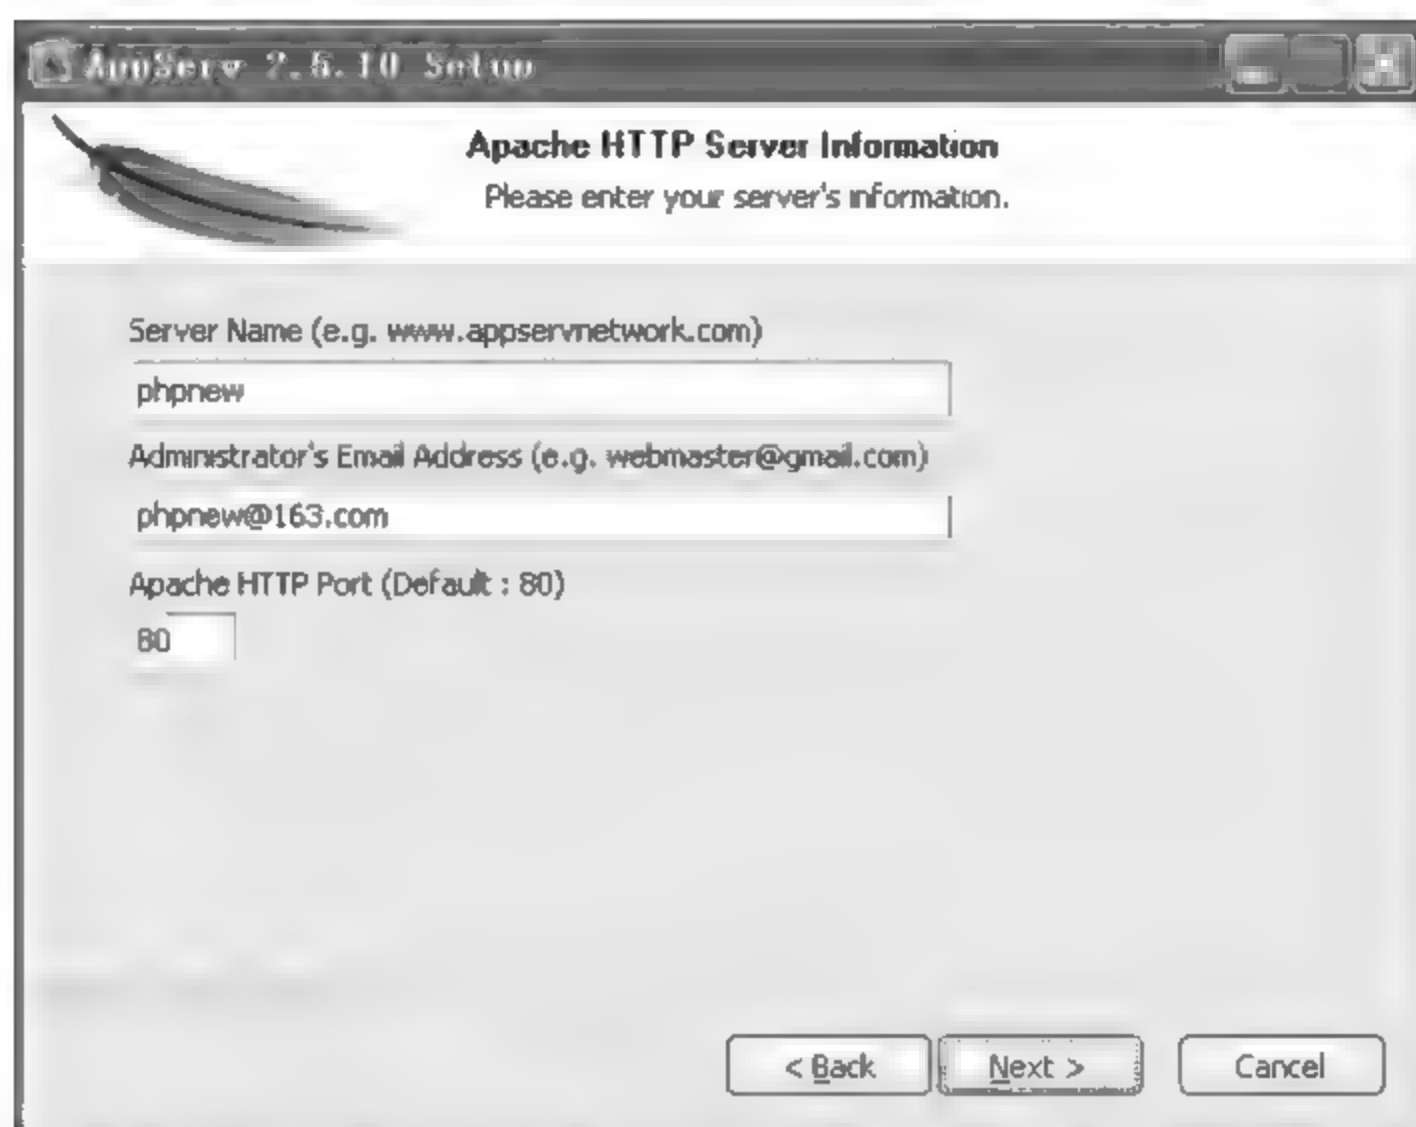 AppServ 2.5.10 Setup
Apache HTTP Server Information
Please enter your server's information.
Server Name (e.g. www.appservnetwork.com)
phpnew
Administrator's Email Address (e.g. webmaster@gmail.com)
phpnew@163.com
Apache HTTP Port (Default : 80)
80
< Back
Next >
Cancel